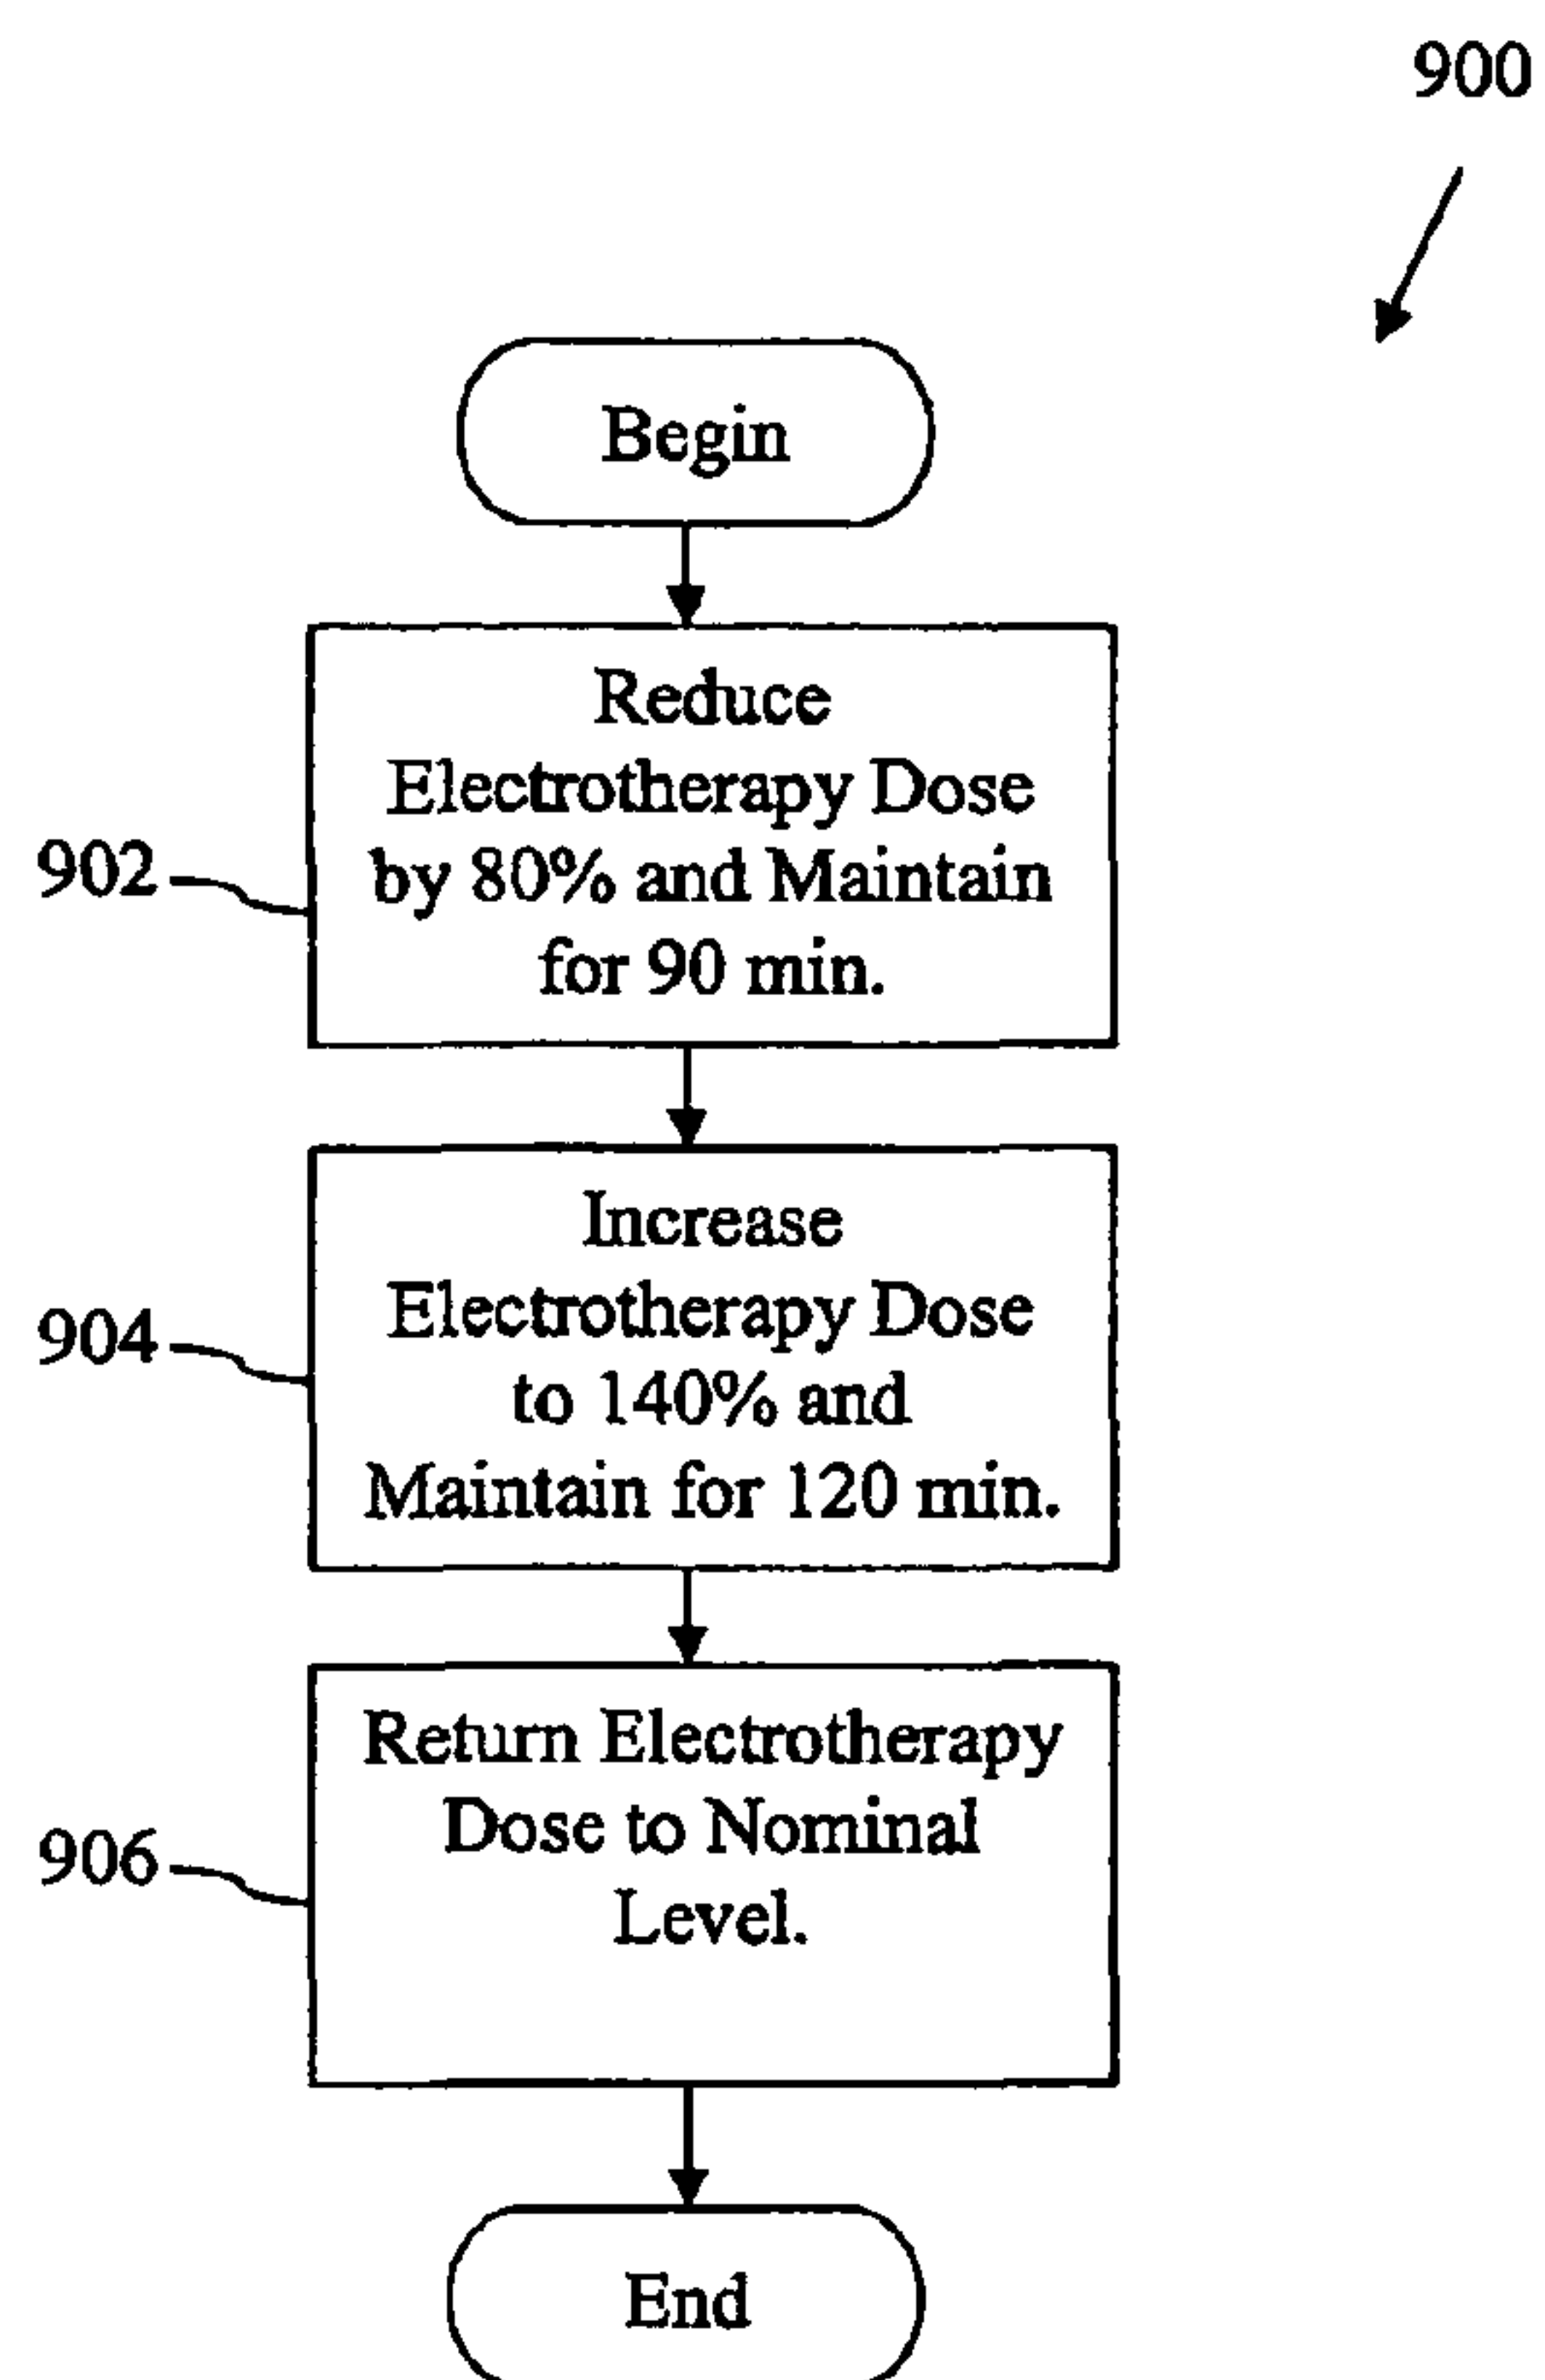 900
Begin
Reduce
Electrotherapy Dose
by 80% and Maintain
for 90 min.
902
Increase
Electrotherapy Dose
to 140% and
Maintain for 120 min.
904
Return Electrotherapy
Dose to Nominal
Level.
906
End